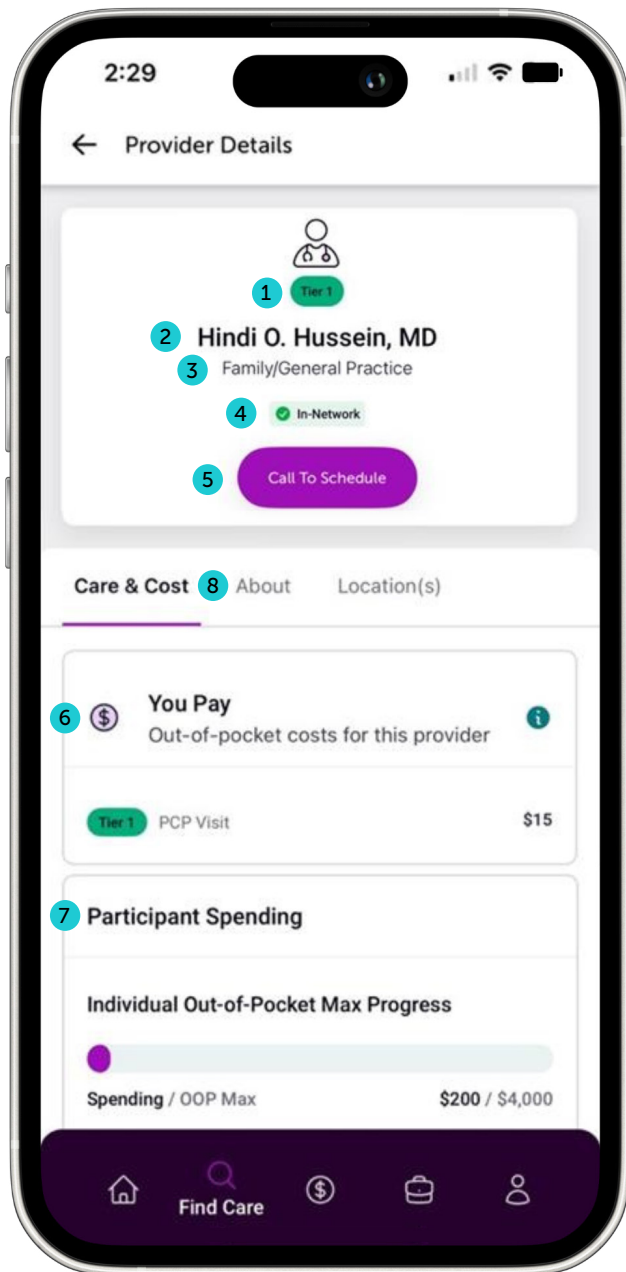 2:29
Provider Details
1 Tier 1
2 Hindi O. Hussein, MD
3 Family/General Practice
4 In-Network
5 Call To Schedule
Care & Cost 8 About Location(s)
You Pay
6 $ Out-of-pocket costs for this provider i
Tier 1 PCP Visit $15
7 Participant Spending
Individual Out-of-Pocket Max Progress
Spending / OOP Max $200 / $4,000
$
Find Care